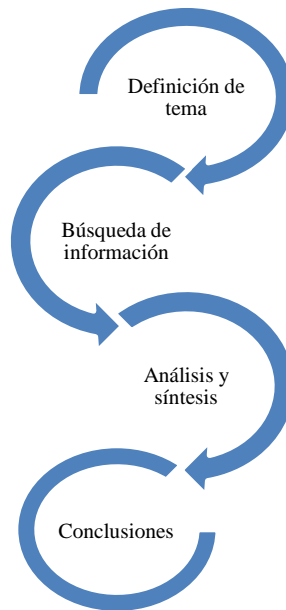 Definición de
tema
Búsqueda de
información
Análisis y
síntesis
Conclusiones